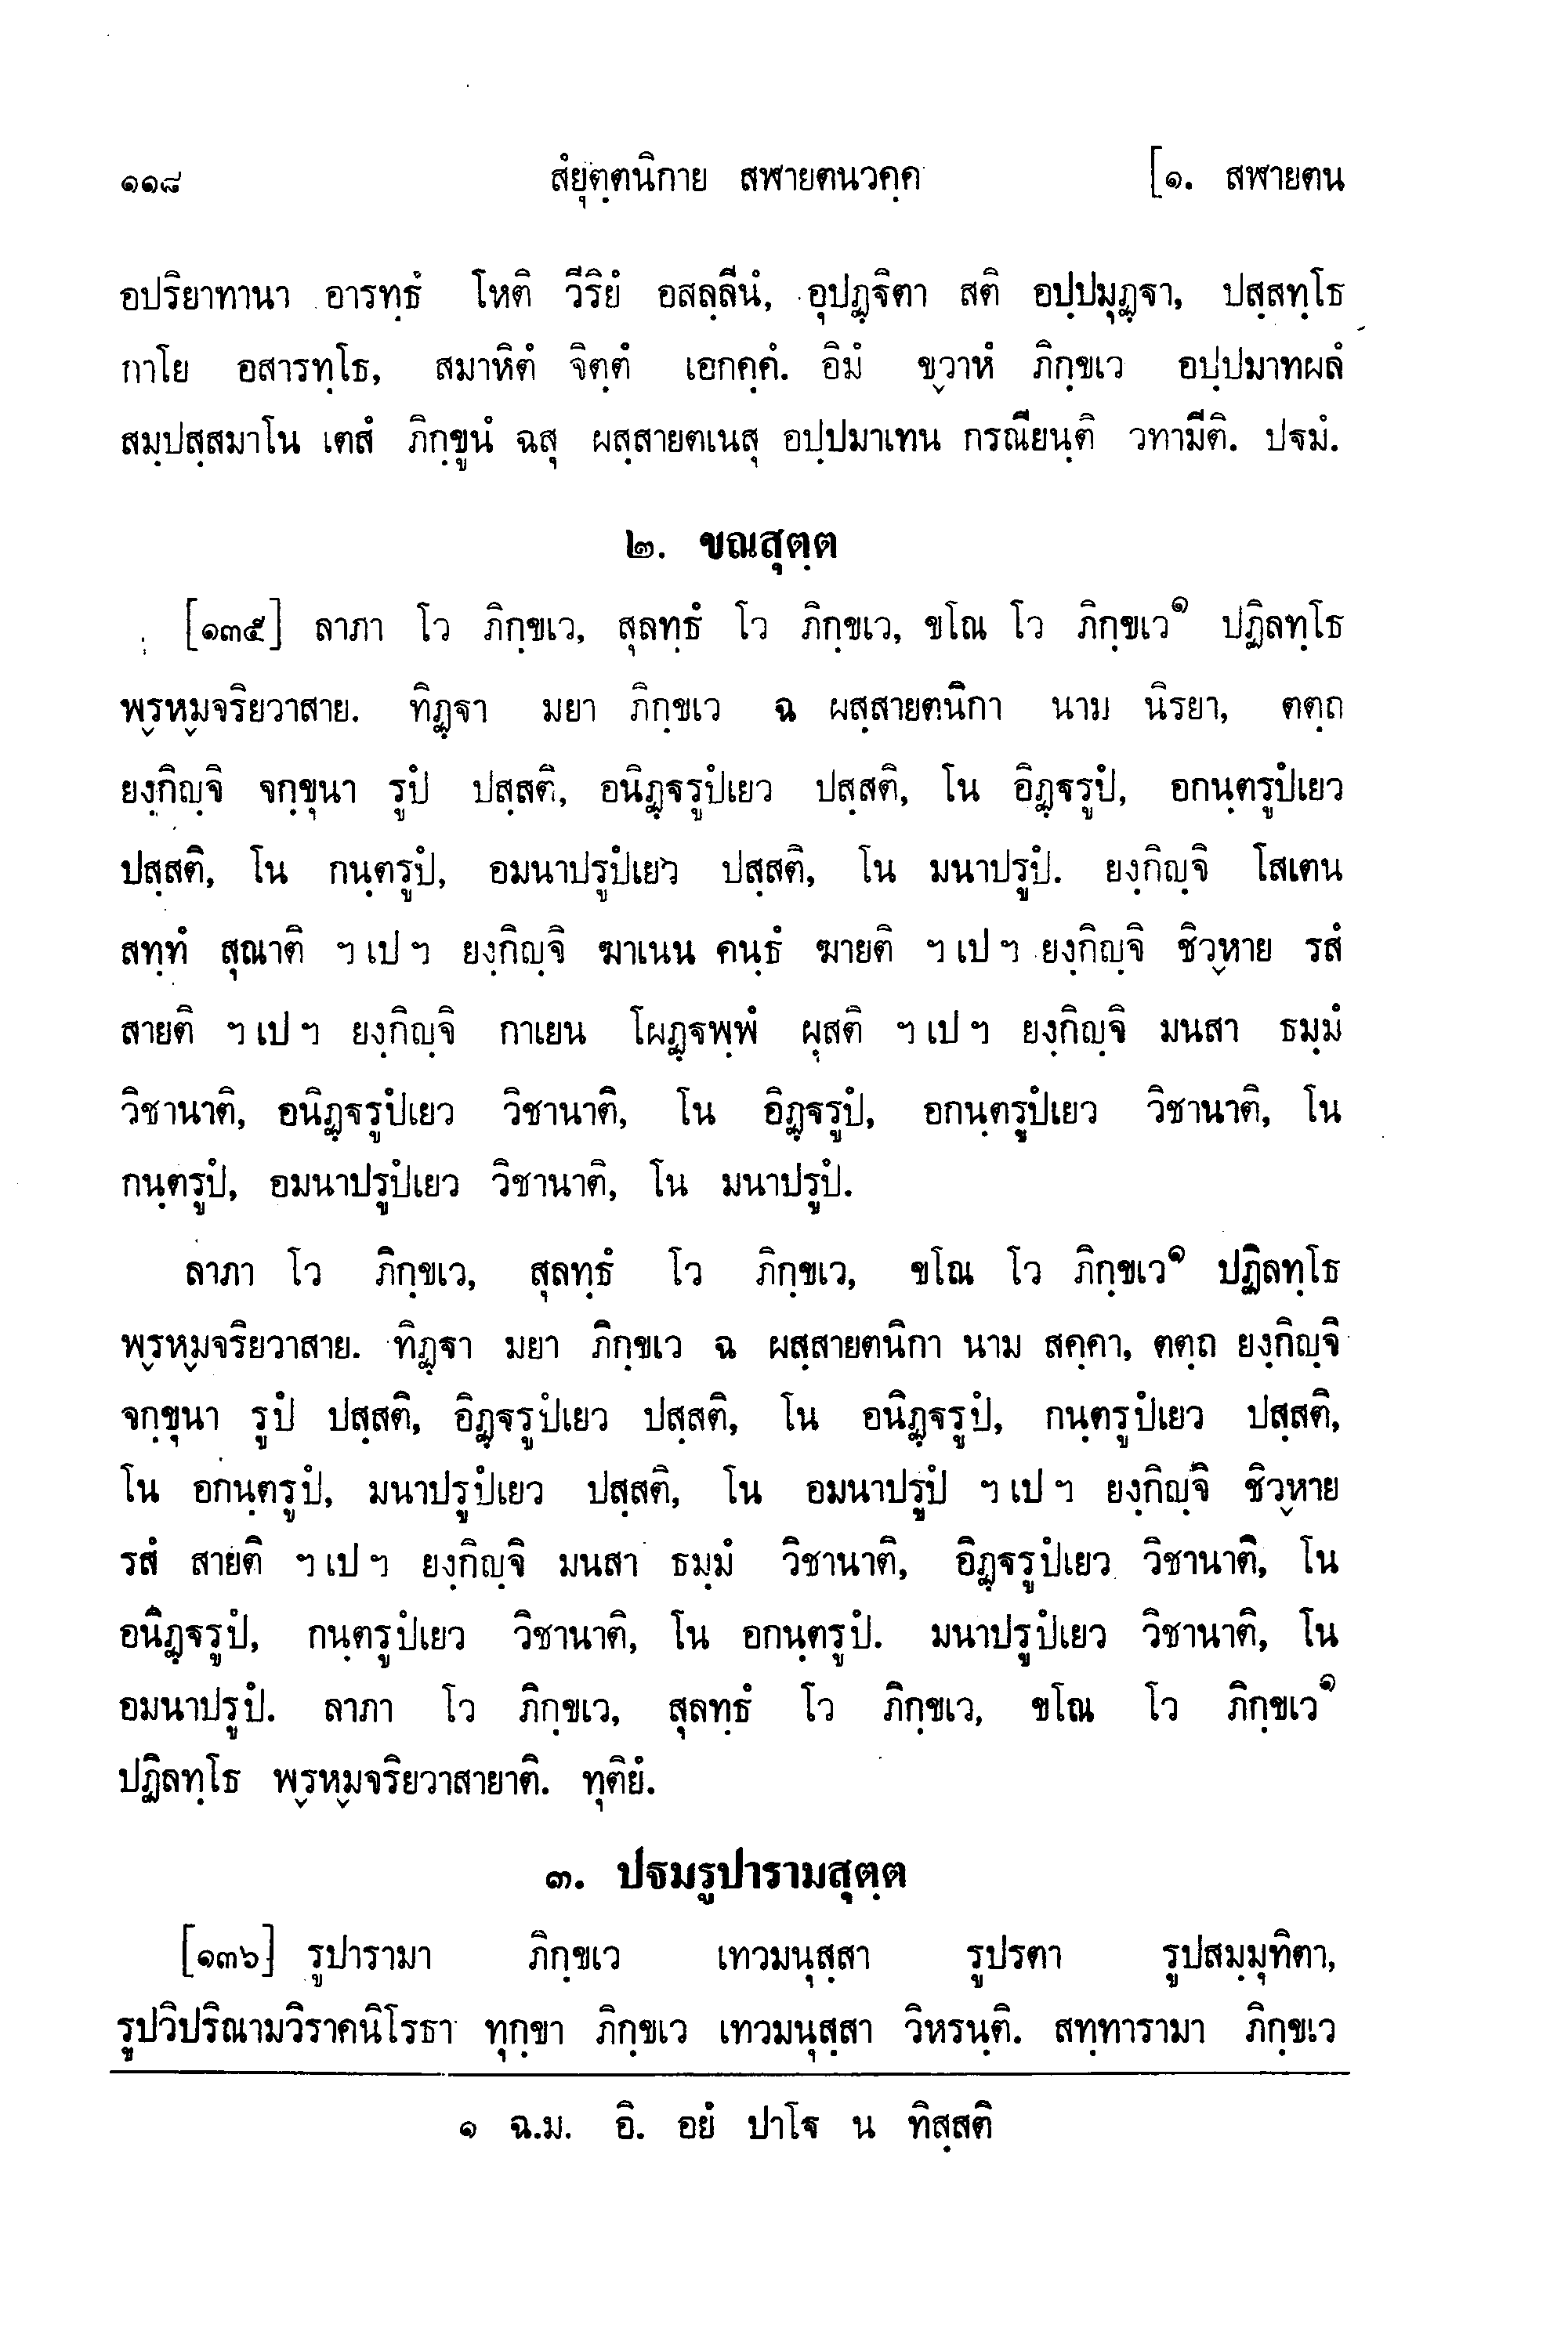 ๑๑๘ สํยุตฺตนิกาย สฬายตนวคฺค [๑. สฬายตน
อปริยาทานา อารทฺธํ โหติ วีริยํ อสลฺลีนํ, อุปฏฺฐิตา สติ อปฺปมุฏฺฐา, ปสฺสทฺโธ
กาโย อสารทฺโธ, สมาหิตํ จิตฺตํ เอกคฺคํ. อิมํ ขฺวาหํ ภิกฺขเว อปฺปมาทผลํ
สมฺปสฺสมาโน เตสํ ภิกฺขูนํ ฉสุ ผสฺสายตเนสุ อปฺปมาเทน กรณียนฺติ วทามีติ. ปฐมํ.
๒. ขณสุตฺต
[๑๓๕] ลาภา โว ภิกฺขเว, สุลทฺธํ โว ภิกฺขเว, ขโณ โว ภิกฺขเว๑ ปฏิลทฺโธ
พฺรหฺมจริยวาสาย. ทิฏฺฐา มยา ภิกฺขเว ฉ ผสฺสายตนิกา นาม นิรยา, ตตฺถ
ยงฺกิญฺจิ จกฺขุนา รูปํ ปสฺสติ, อนิฏฺฐรูปํเยว ปสฺสติ, โน อิฏฺฐรูปํ, อกนฺตรูปํเยว
ปสฺสติ, โน กนฺตรูปํ, อมนาปรูปํเยว ปสฺสติ, โน มนาปรูปํ. ยงฺกิญฺจิ โสเตน
สทฺทํ สุณาติ ฯ เป ฯ ยงฺกิญฺจิ ฆาเนน คนฺธํ ฆายติ ฯ เป ฯ ยงฺกิญฺจิ ชิวฺหาย รสํ
สายติ ฯ เป ฯ ยงฺกิญฺจิ กาเยน โผฏฺฐพฺพํ ผุสติ ฯ เป ฯ ยงฺกิญฺจิ มนสา ธมฺมํ
วิชานาติ, อนิฏฺฐรูปํเยว วิชานาติ, โน อิฏฺฐรูปํ, อกนฺตรูปํเยว วิชานาติ, โน
กนฺตรูปํ, อมนาปรูปํเยว วิชานาติ, โน มนาปรูปํ.
ลาภา โว ภิกฺขเว, สุลทฺธํ โว ภิกฺขเว, ขโณ โว ภิกฺขเว๑ ปฏิลทฺโธ
พฺรหฺมจริยวาสาย. ทิฏฺฐา มยา ภิกฺขเว ฉ ผสฺสายตนิกา นาม สคฺคา, ตตฺถ ยงฺกิญฺจิ
จกฺขุนา รูปํ ปสฺสติ, อิฏฺฐรูปํเยว ปสฺสติ, โน อนิฏฺฐรูปํ, กนฺตรูปํเยว ปสฺสติ,
โน อกนฺตรูปํ, มนาปรูปํเยว ปสฺสติ, โน อมนาปรูปํ ฯ เป ฯ ยงฺกิญฺจิ ชิวฺหาย
รสํ สายติ ฯ เป ฯ ยงฺกิญฺจิ มนสา ธมฺมํ วิชานาติ, อิฏฺฐรูปํเยว วิชานาติ, โน
อนิฏฺฐรูปํ, กนฺตรูปํเยว วิชานาติ, โน อกนฺตรูปํ. มนาปรูปํเยว วิชานาติ, โน
อมนาปรูปํ. ลาภา โว ภิกฺขเว, สุลทฺธํ โว ภิกฺขเว, ขโณ โว ภิกฺขเว๑
ปฏิลทฺโธ พฺรหฺมจริยวาสายาติ. ทุติยํ.
๓. ปฐมรูปารามสุตฺต
[๑๓๖] รูปารามา ภิกฺขเว เทวมนุสฺสา รูปรตา รูปสมฺมุทิตา,
รูปวิปริณามวิราคนิโรธา ทุกฺขา ภิกฺขเว เทวมนุสฺสา วิหรนฺติ. สทฺทารามา ภิกฺขเว
๑ ฉ.ม. อิ. อยํ ปาโฐ น ทิสฺสติ